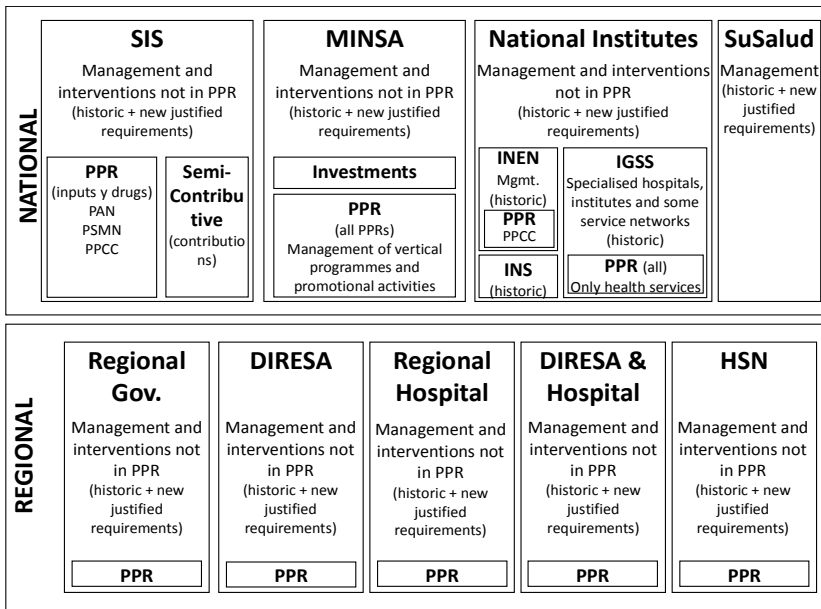 NATIONAL
SIS
Management and
interventions not in PPR
(historic + new justified
requirements)
PPR
(inputs y drugs)
PAN
PSMN
PPCC
Semi-
Contributive
(contributio
ns)
MINSA
Management and
interventions not in PPR
(historic + new justified
requirements)
Investments
PPR
(all PPRs)
Management of vertical
programmes and
promotional activities
National Institutes
Management and interventions
not in PPR
(historic + new justified
requirements)
INEN
Mgmt.
(historic)
PPR
PPCC
INS
(historic)
IGSS
Specialised hospitals,
institutes and some
service networks
(historic)
PPR (all)
Only health services
SuSalud
Management
(historic + new
justified
requirements)
REGIONAL
Regional
Gov.
Management and
interventions not
in PPR
(historic + new
justified
requirements)
PPR
DIRESA
Management and
interventions not
in PPR
(historic + new
justified
requirements)
PPR
Regional
Hospital
Management and
interventions not
in PPR
(historic + new
justified
requirements)
PPR
DIRESA &
Hospital
Management and
interventions not
in PPR
(historic + new
justified
requirements)
PPR
HSN
Management and
interventions not
in PPR
(historic + new
justified
requirements)
PPR